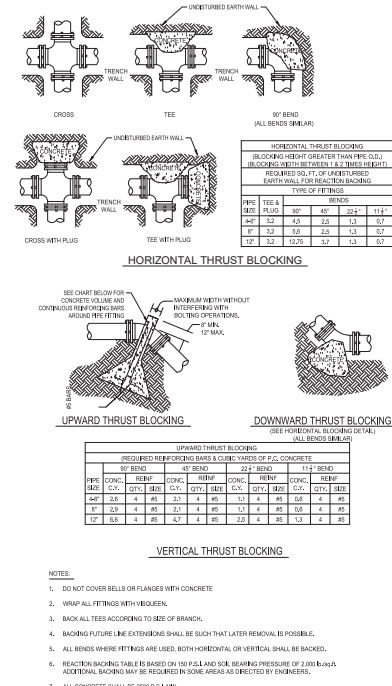 UNDISTURBED EARTH WALL
CONCRETE
CONCRETE
TRENCH
WALL
TRENCH
WALL
CROSS
TEE
90° BEND
(ALL BENDS SIMILAR)
UNDISTURBED EARTH WALL
CONCRETE
CONCRETE
CONCRETE
TRENCH
WALL
CROSS WITH PLUG
TEE WITH PLUG
HORIZONTAL THRUST BLOCKING
(BLOCKING HEIGHT GREATER THAN PIPE O.D.)
(BLOCKING WIDTH BETWEEN 1 & 2 TIMES HEIGHT)
REQUIRED SQ. FT. OF UNDISTURBED
EARTH WALL FOR REACTION BACKING
TYPE OF FITTINGS
PIPE SIZE TEE & PLUG BENDS
90° 45° 22½° 11¼°
4-6" 3.2 4.5 2.5 1.3 0.7
8" 3.2 5.6 2.5 1.3 0.7
12" 3.2 12.75 3.7 1.3 0.7
HORIZONTAL THRUST BLOCKING
SEE CHART BELOW FOR
CONCRETE VOLUME AND
CONTINUOUS REINFORCING BARS
AROUND PIPE FITTING
MAXIMUM WIDTH WITHOUT
INTERFERING WITH
BOLTING OPERATIONS.
8" MIN.
12" MAX.
#5 BARS
CONCRETE
UPWARD THRUST BLOCKING
DOWNWARD THRUST BLOCKING
(SEE HORIZONTAL BLOCKING DETAIL)
(ALL BENDS SIMILAR)
UPWARD THRUST BLOCKING
(REQUIRED REINFORCING BARS & CUBIC YARDS OF P.C. CONCRETE
90° BEND 45° BEND 22½° BEND 11¼° BEND
PIPE SIZE CONC. C.Y. REINF CONC. C.Y. REINF CONC. C.Y. REINF CONC. C.Y. REINF
QTY. SIZE QTY. SIZE QTY. SIZE QTY. SIZE
4-6" 2.6 4 #5 2.1 4 #5 1.1 4 #5 0.6 4 #5
8" 2.9 4 #5 2.1 4 #5 1.1 4 #5 0.6 4 #5
12" 6.6 4 #5 4.7 4 #5 2.5 4 #5 1.3 4 #5
VERTICAL THRUST BLOCKING
NOTES:
1. DO NOT COVER BELLS OR FLANGES WITH CONCRETE
2. WRAP ALL FITTINGS WITH VISQUEEN.
3. BACK ALL TEES ACCORDING TO SIZE OF BRANCH.
4. BACKING FUTURE LINE EXTENSIONS SHALL BE SUCH THAT LATER REMOVAL IS POSSIBLE.
5. ALL BENDS WHERE FITTINGS ARE USED, BOTH HORIZONTAL OR VERTICAL SHALL BE BACKED.
6. REACTION BACKING TABLE IS BASED ON 150 P.S.I. AND SOIL BEARING PRESSURE OF 2,000 lb./sq.ft.
ADDITIONAL BACKING MAY BE REQUIRED IN SOME AREAS AS DIRECTED BY ENGINEERS.